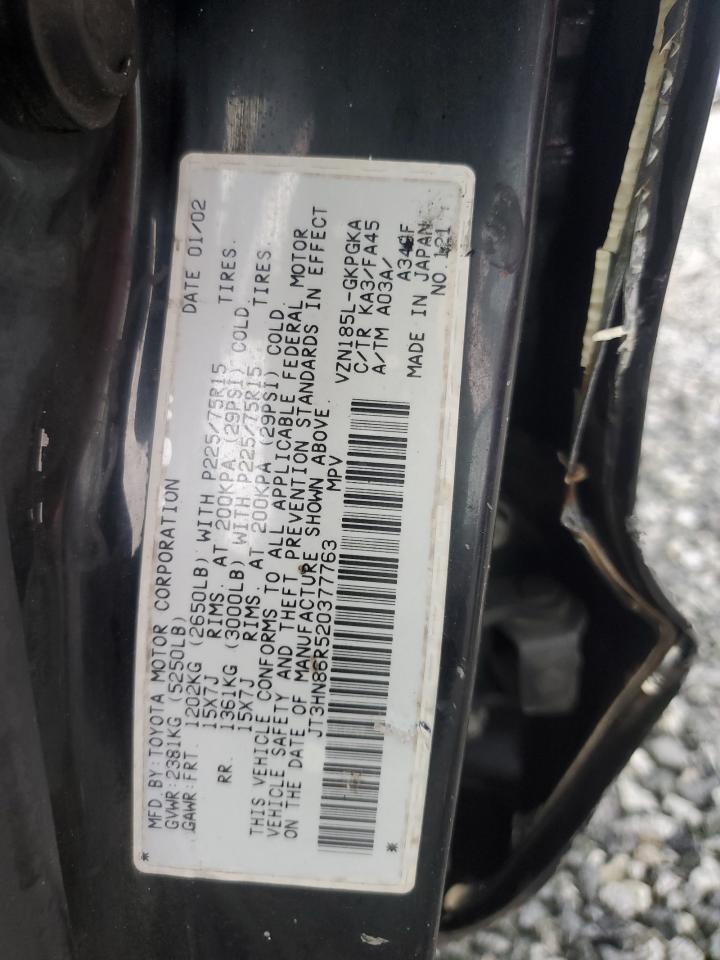 MFD. BY: TOYOTA MOTOR CORPORATION DATE 01/02
GVWR: 2381KG (5250LB)
GAWR: FRT. 1202KG (2650LB) WITH P225/75R15 TIRES.
15X7J RIMS, AT 200KPA (29PSI) COLD.
RR. 1361KG (3000LB) WITH P225/75R15 TIRES.
15X7J RIMS, AT 200KPA (29PSI) COLD.
THIS VEHICLE CONFORMS TO ALL APPLICABLE FEDERAL MOTOR
VEHICLE SAFETY AND THEFT PREVENTION STANDARDS IN EFFECT
ON THE DATE OF MANUFACTURE SHOWN ABOVE.
JT3HN86R520377763 MPV
VZN185L-GKPGKA
C/TR KA3/FA45
A/TM A03A/
MADE IN JAPAN
NO.121